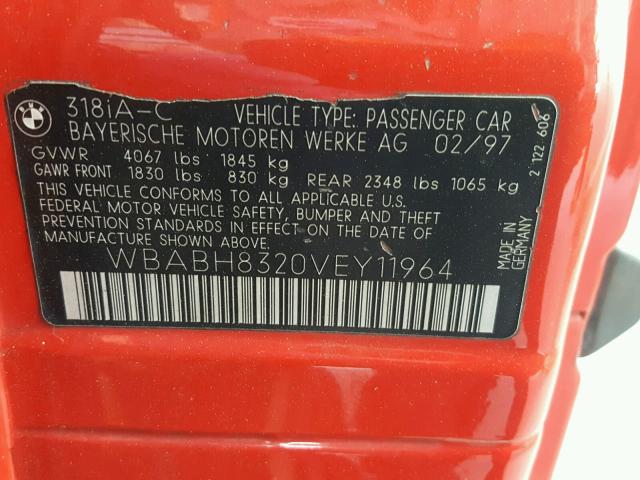 BMW
318iA-C VEHICLE TYPE: PASSENGER CAR
BAYERISCHE MOTOREN WERKE AG 02/97
GVWR 4067 lbs 1845 kg
GAWR FRONT 1830 lbs 830 kg REAR 2348 lbs 1065 kg
THIS VEHICLE CONFORMS TO ALL APPLICABLE U.S.
FEDERAL MOTOR VEHICLE SAFETY, BUMPER AND THEFT
PREVENTION STANDARDS IN EFFECT ON THE DATE OF
MANUFACTURE SHOWN ABOVE.
WBABH8320VEY11964
MADE IN
GERMANY
2 122 606